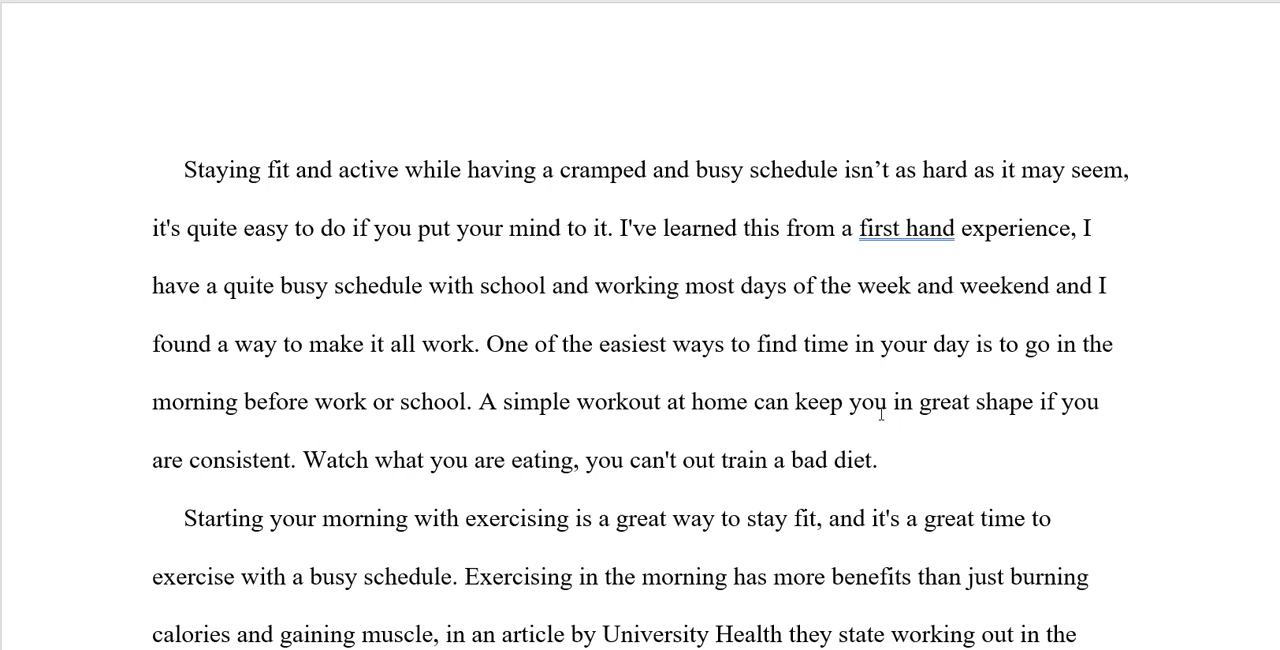 Staying fit and active while having a cramped and busy schedule isn’t as hard as it may seem,
it's quite easy to do if you put your mind to it. I've learned this from a first hand experience, I
have a quite busy schedule with school and working most days of the week and weekend and I
found a way to make it all work. One of the easiest ways to find time in your day is to go in the
morning before work or school. A simple workout at home can keep you in great shape if you
are consistent. Watch what you are eating, you can't out train a bad diet.
Starting your morning with exercising is a great way to stay fit, and it's a great time to
exercise with a busy schedule. Exercising in the morning has more benefits than just burning
calories and gaining muscle, in an article by University Health they state working out in the